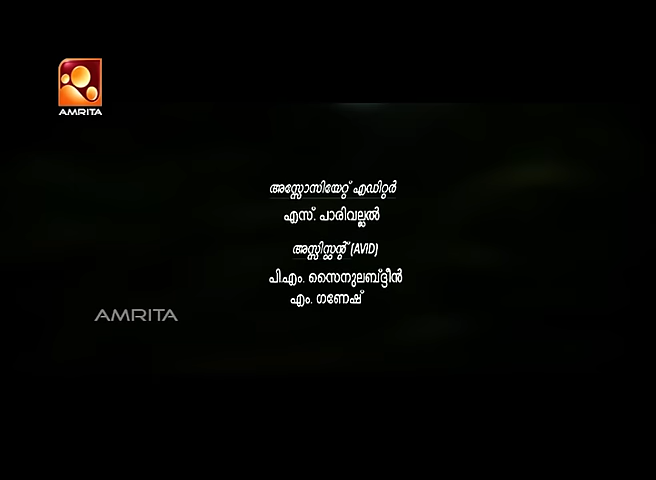 AMRITA
അസ്സോസിയേറ്റ് എഡിറ്റർ
എസ്. പാരിവല്ലൽ
അസ്സിസ്റ്റന്റ് (AVID)
പി.എം. സൈനുലബ്ദ്ദീൻ
എം. ഗണേഷ്
AMRITA